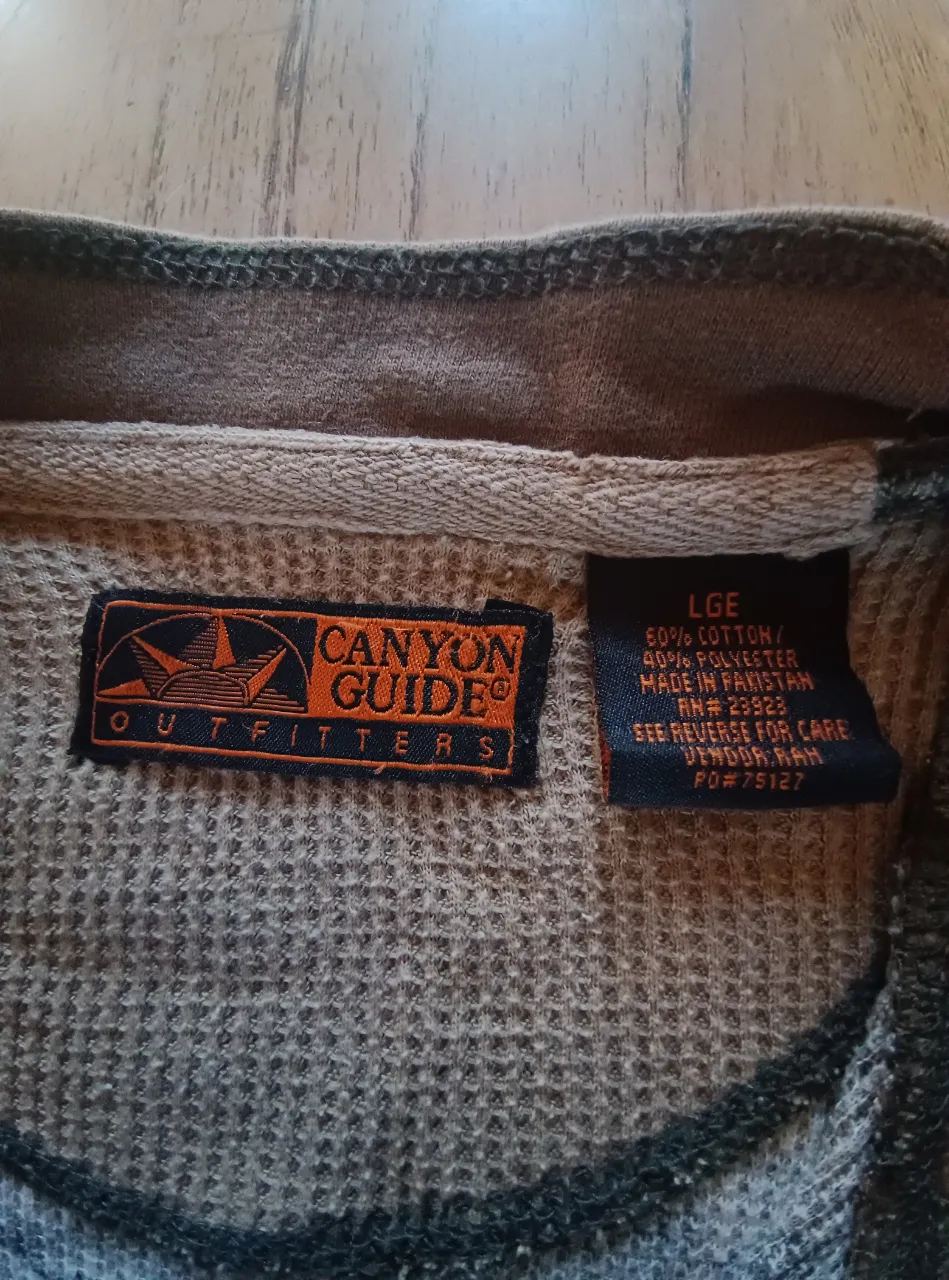 CANYON
GUIDE®
OUTFITTERS
LGE
60% COTTON/
40% POLYESTER
MADE IN PAKISTAN
RN# 23923
SEE REVERSE FOR CARE
VENDOR:RAH
PO#75127